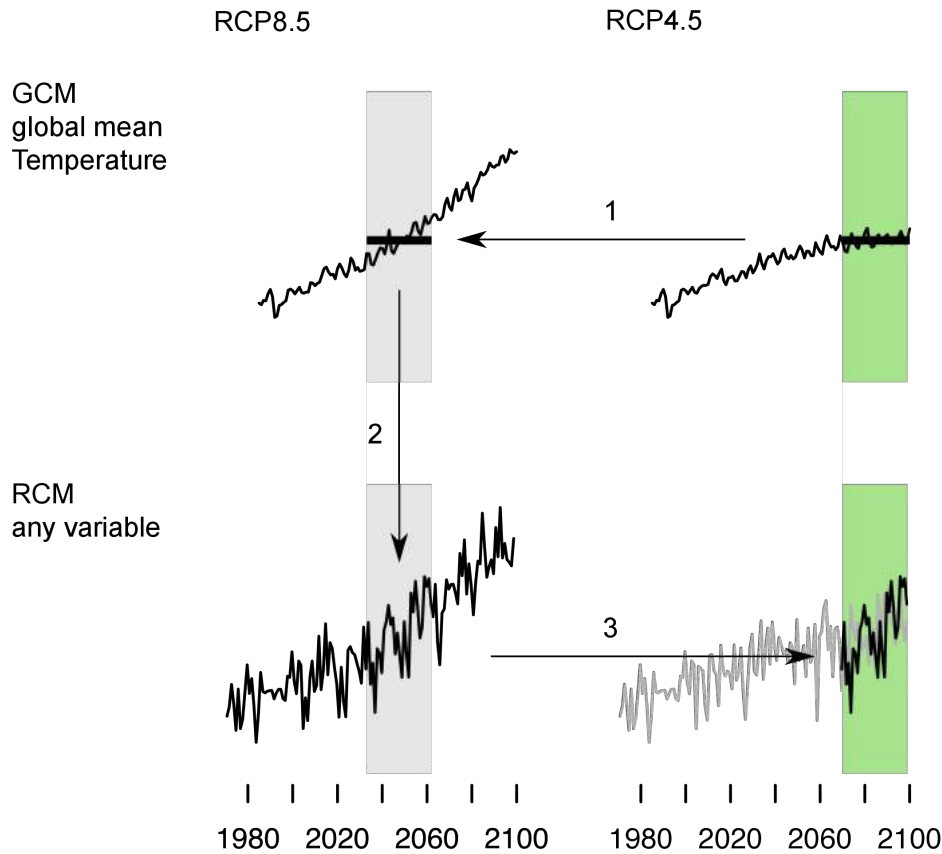 RCP8.5
RCP4.5
GCM
global mean
Temperature
1
2
RCM
any variable
3
1980 2020 2060 2100
1980 2020 2060 2100